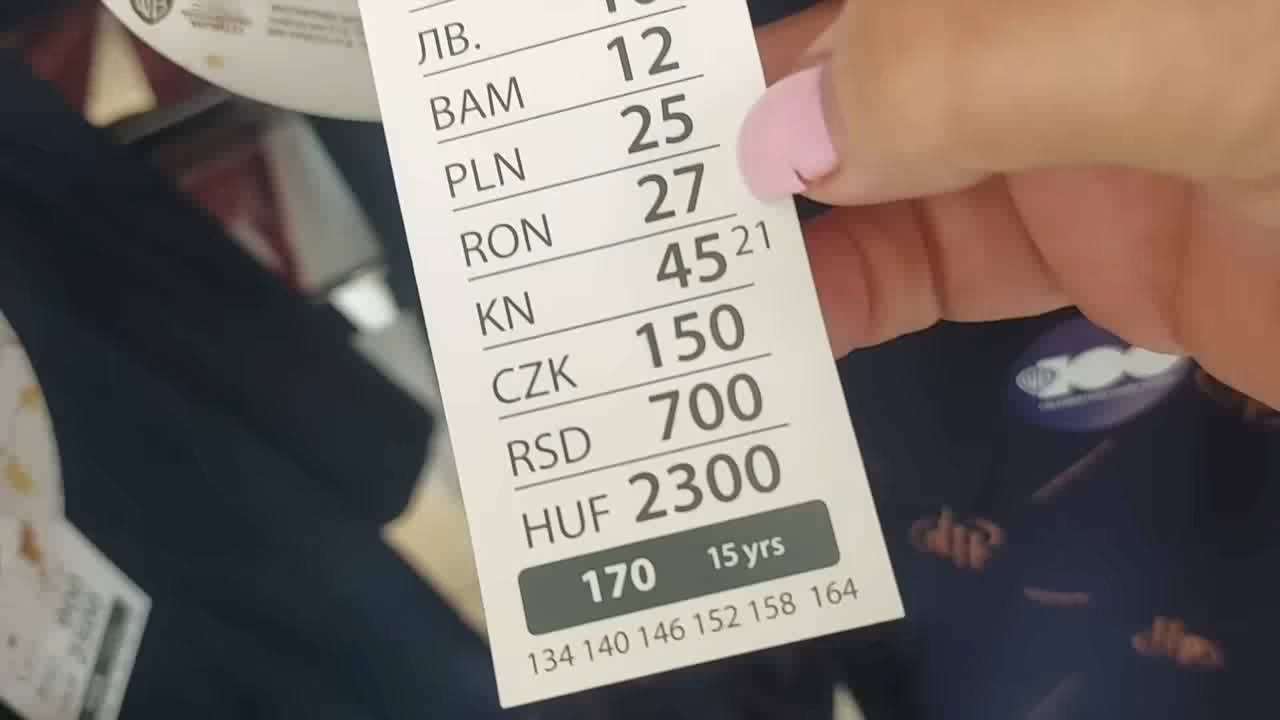 ЛВ.
BAM 12
PLN 25
RON 27
KN 45 21
CZK 150
RSD 700
HUF 2300
170 15 yrs
134 140 146 152 158 164